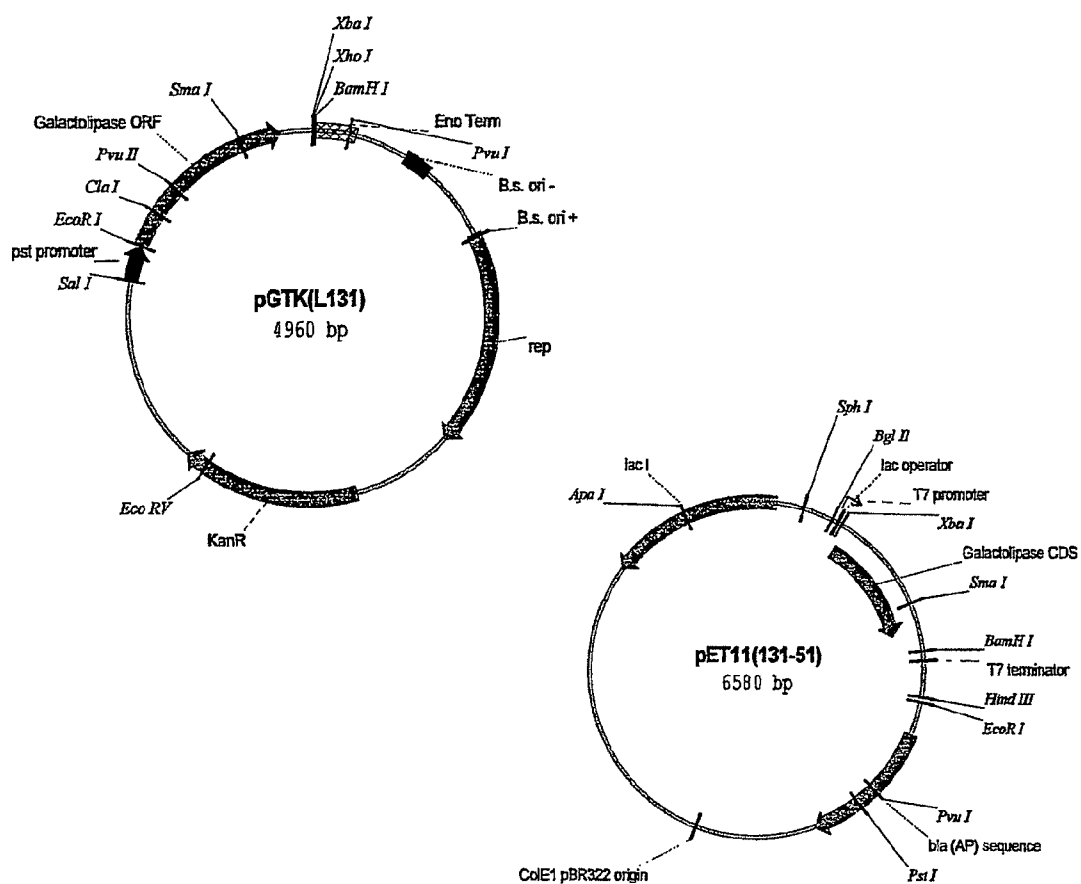 Xba I
Xho I
BamH I
Sma I
Galactolipase ORF
Eno Term
Pvu II
Pvu I
Cla I
B.s. ori -
EcoR I
B.s. ori +
pst promoter
Sal I
pGTK(L131)
4960 bp
rep
Eco RV
KanR
Sph I
Bgl II
lac I
lac operator
Apa I
T7 promoter
Xba I
Galactolipase CDS
Sma I
pET11(131-51)
6580 bp
BamH I
T7 terminator
Hind III
EcoR I
Pvu I
bla (AP) sequence
ColE1 pBR322 origin
Pst I